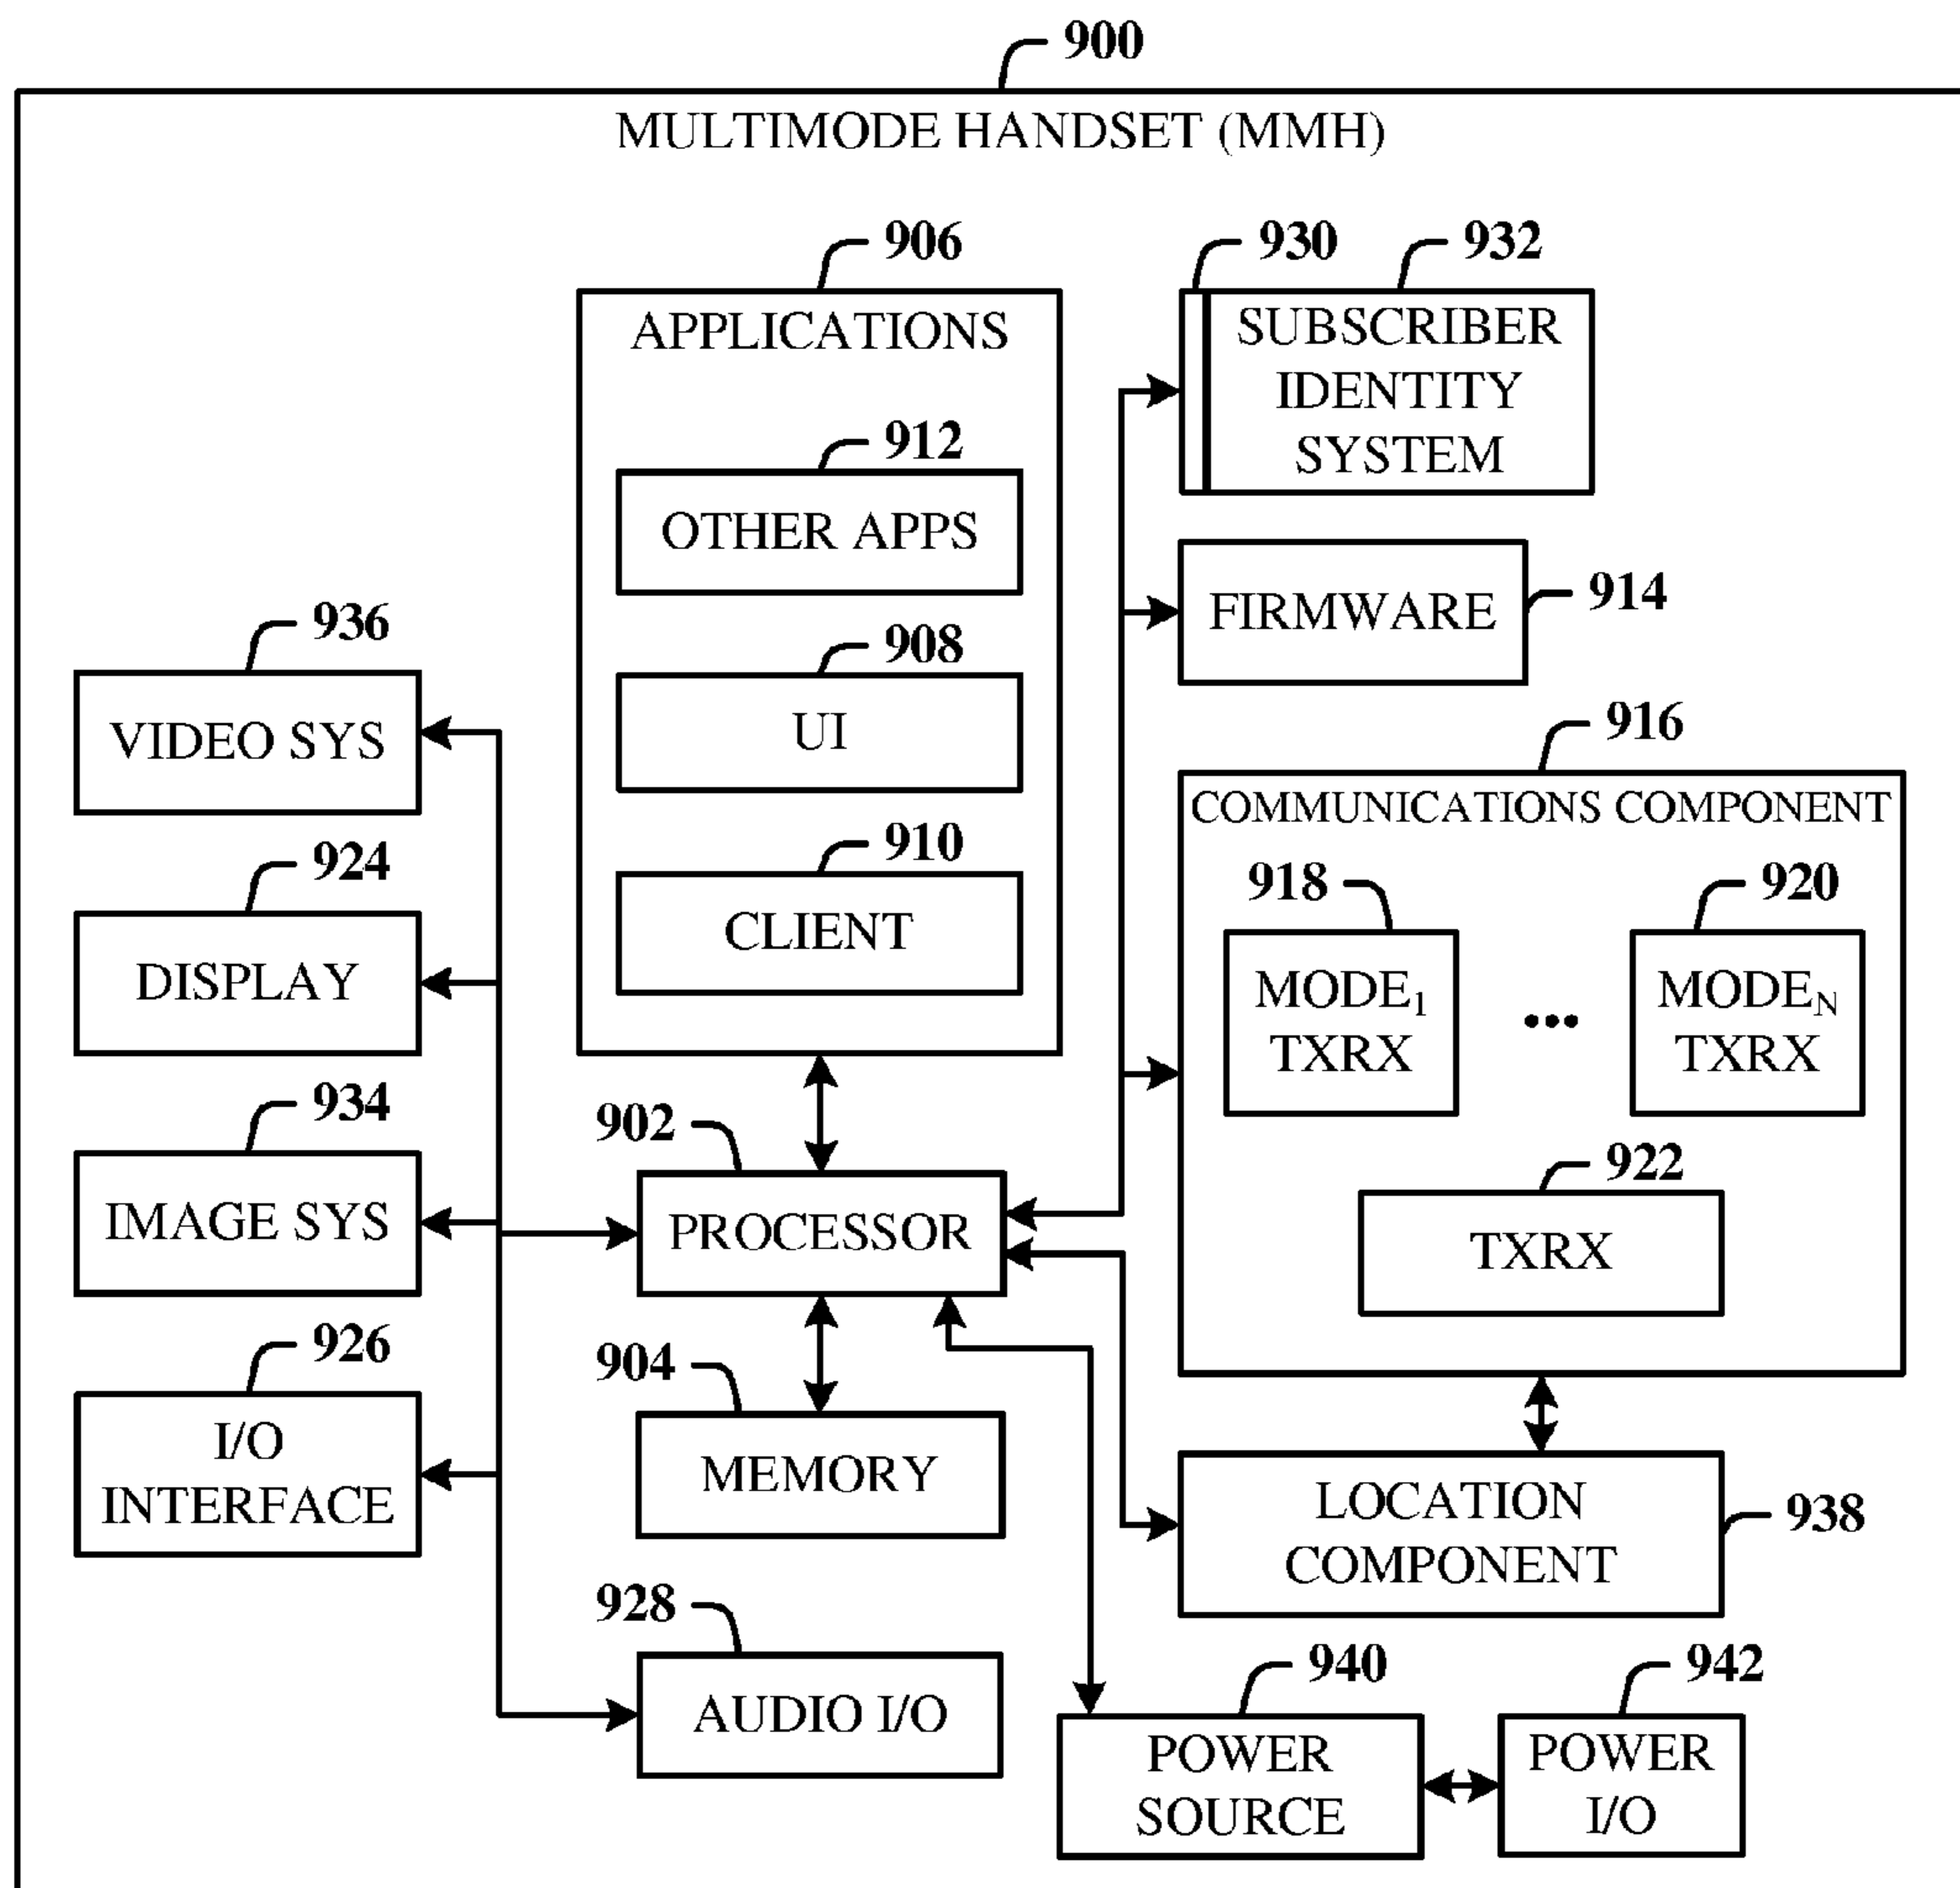 900
MULTIMODE HANDSET (MMH)
906
APPLICATIONS
912
OTHER APPS
908
UI
910
CLIENT
930
932
SUBSCRIBER
IDENTITY
SYSTEM
FIRMWARE
914
936
VIDEO SYS
924
DISPLAY
934
IMAGE SYS
926
I/O
INTERFACE
902
PROCESSOR
904
MEMORY
928
AUDIO I/O
916
COMMUNICATIONS COMPONENT
918
MODE₁
TXRX
...
920
MODE_N
TXRX
922
TXRX
LOCATION
COMPONENT
938
940
POWER
SOURCE
942
POWER
I/O